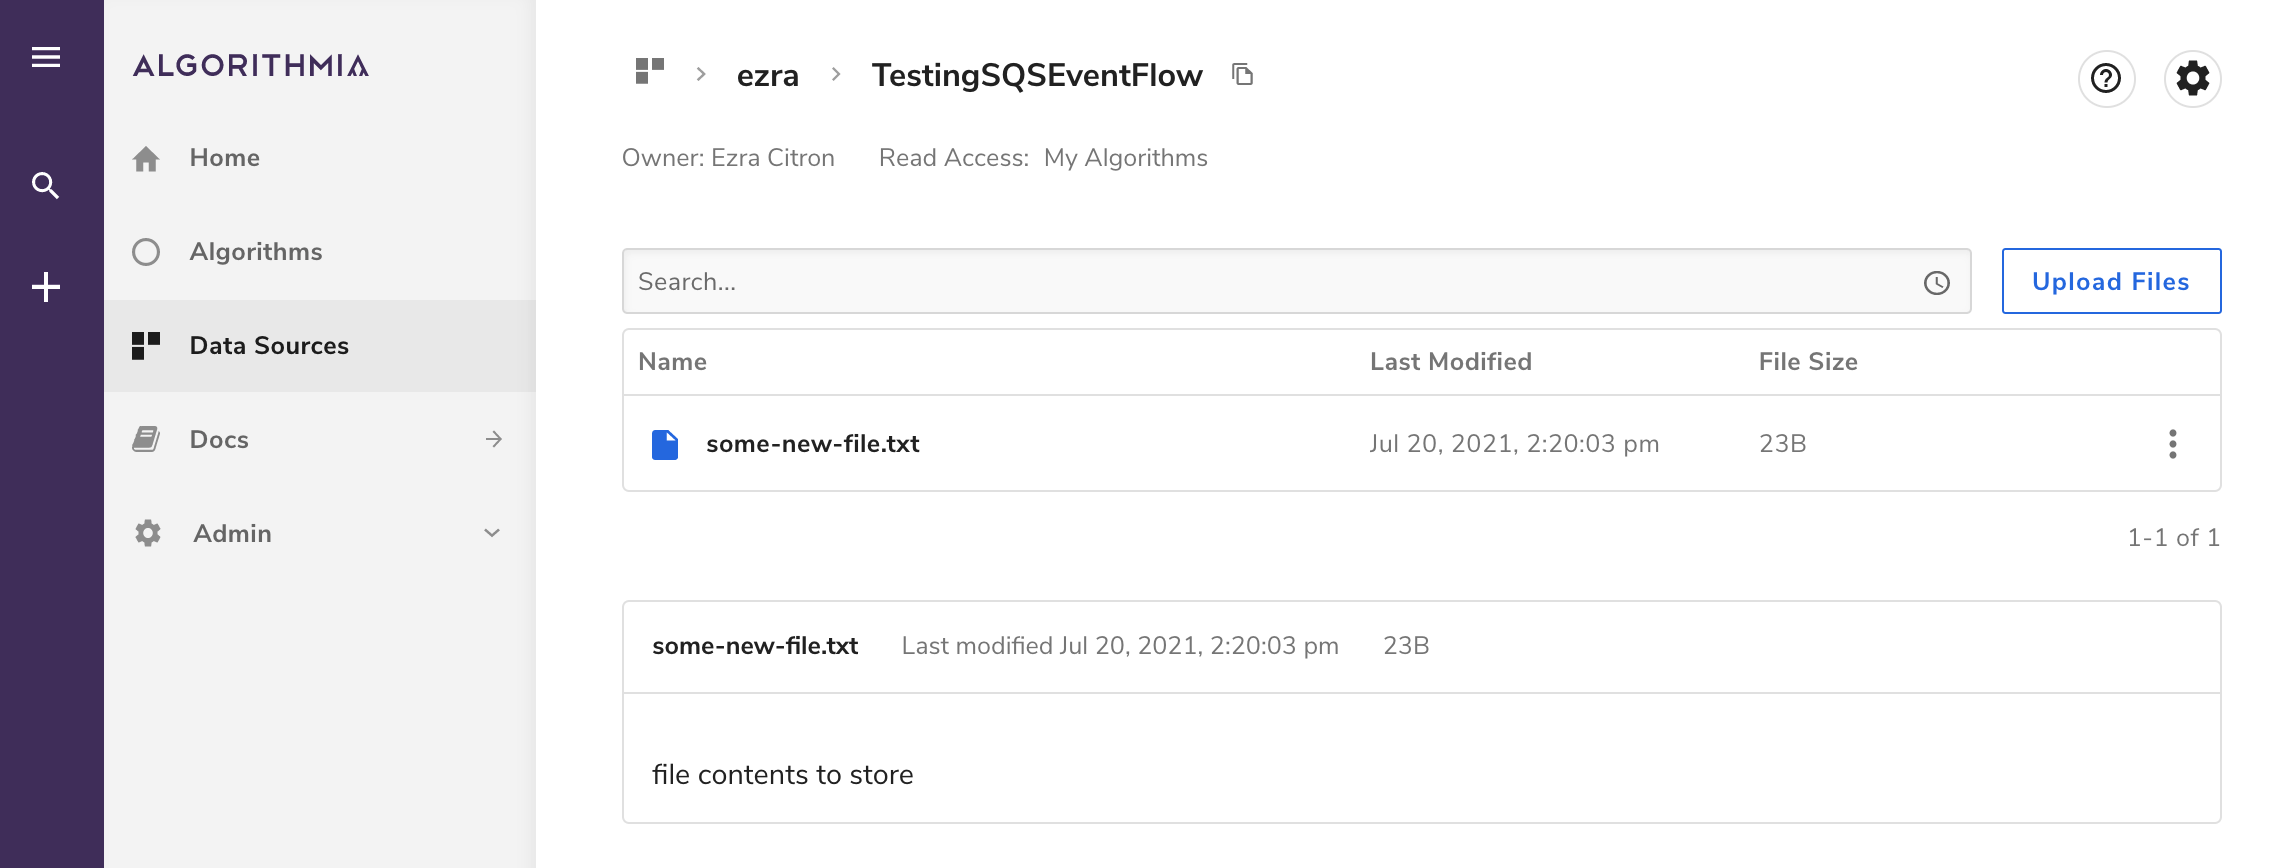 ALGORITHMIA
Home
Algorithms
Data Sources
Docs
Admin
ezra > TestingSQSEventFlow
Owner: Ezra Citron Read Access: My Algorithms
Search...
Upload Files
Name Last Modified File Size
some-new-file.txt Jul 20, 2021, 2:20:03 pm 23B
1-1 of 1
some-new-file.txt Last modified Jul 20, 2021, 2:20:03 pm 23B
file contents to store